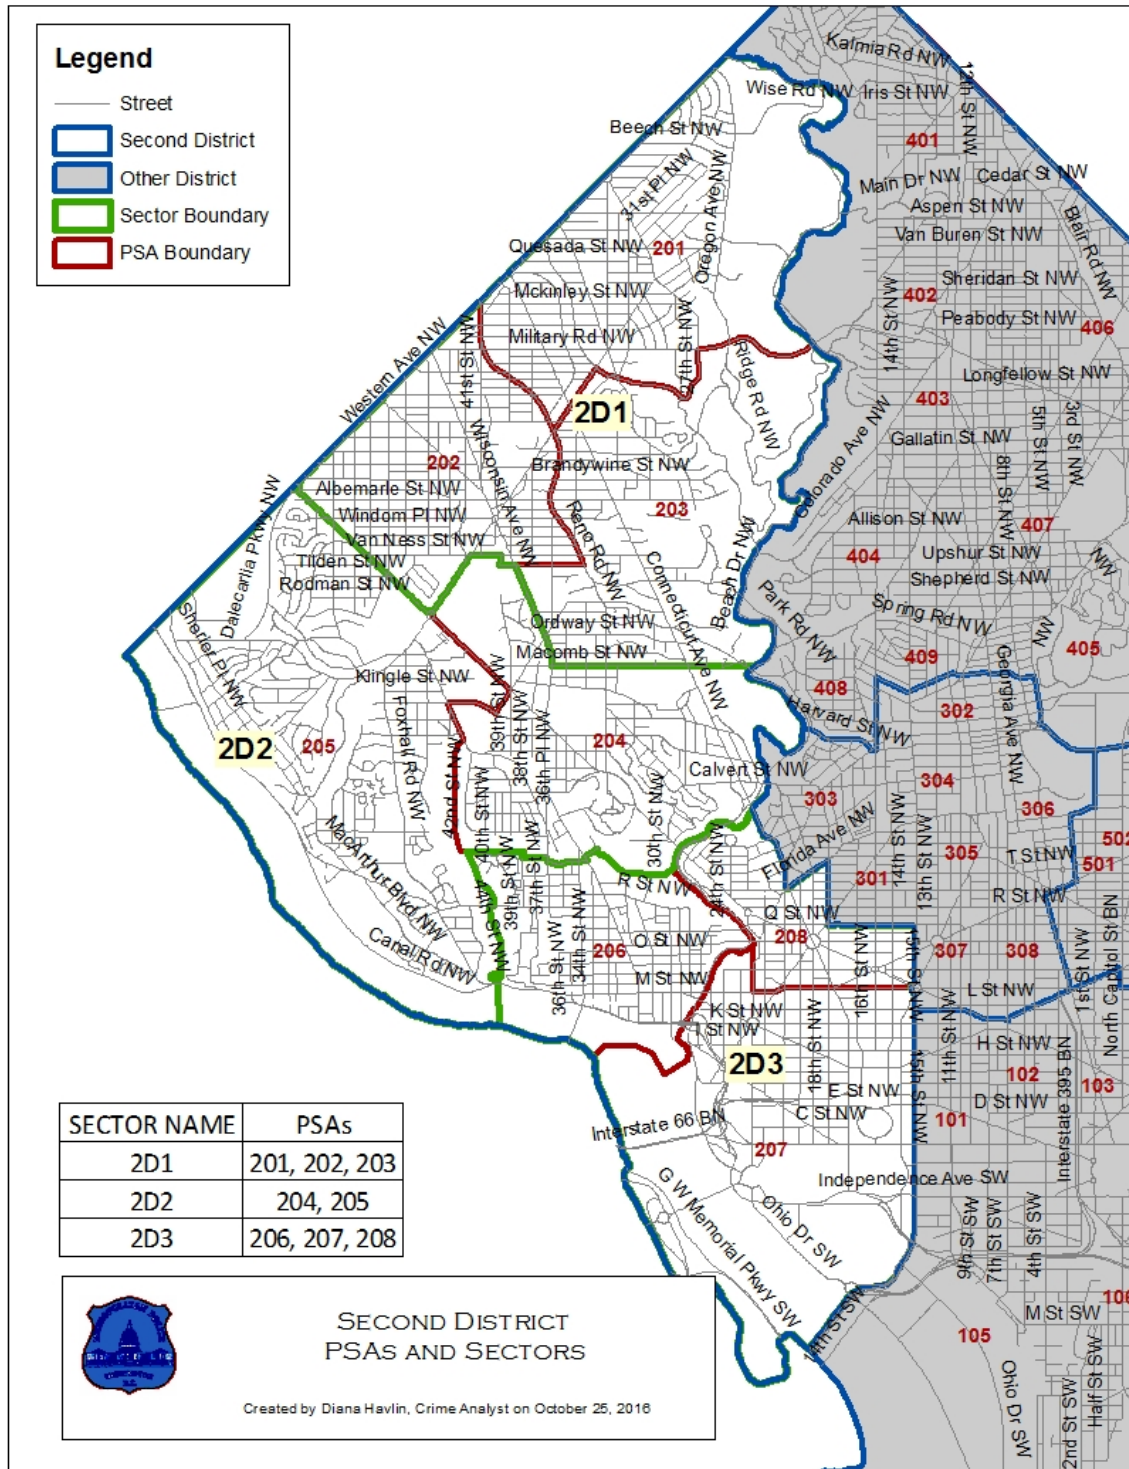 Legend
Street
Second District
Other District
Sector Boundary
PSA Boundary
Kalmia Rd NW
12th St NW
Wise Rd NW
Iris St NW
Beech St NW
401
31st Pl NW
Oregon Ave NW
Main Dr NW
Cedar St NW
Aspen St NW
Blair Rd NW
Van Buren St NW
Quesada St NW
201
Sheridan St NW
Mckinley St NW
402
14th St NW
Peabody St NW
406
Military Rd NW
27th St NW
Ridge Rd NW
41st St NW
Western Ave NW
Longfellow St NW
403
2D1
5th St NW
3rd St NW
Colorado Ave NW
Gallatin St NW
Wisconsin Ave NW
202
Brandywine St NW
8th St NW
Albemarle St NW
203
Windom Pl NW
Reno Rd NW
Allison St NW
407
Van Ness St NW
Connecticut Ave NW
Beach Dr NW
404
Upshur St NW
NW
Dalecarlia Pkwy NW
Tilden St NW
Rodman St NW
Shepherd St NW
Park Rd NW
Spring Rd NW
NW
Sherier Pl NW
Ordway St NW
Macomb St NW
405
409
Klingle St NW
408
Georgia Ave NW
Harvard St NW
302
Foxhall Rd NW
39th St NW
38th St NW
36th Pl NW
2D2
205
204
Calvert St NW
304
303
306
42nd St NW
40th St NW
30th St NW
MacArthur Blvd NW
39th St NW
37th St NW
24th St NW
Florida Ave NW
14th St NW
13th St NW
305
T St NW
502
501
301
R St NW
R St NW
44th St NW
Q St NW
Canal Rd NW
34th St NW
206
O St NW
208
15th St NW
307
308
36th St NW
M St NW
16th St NW
L St NW
1st St NW
North Capitol St BN
K St NW
I St NW
18th St NW
11th St NW
H St NW
2D3
102
Interstate 395 BN
103
E St NW
C St NW
15th St NW
D St NW
101
Interstate 66 BN
207
Independence Ave SW
G W Memorial Pkwy SW
Ohio Dr SW
9th St SW
7th St SW
4th St SW
14th St SW
106
M St SW
105
Ohio Dr SW
2nd St SW
Half St SW
SECTOR NAME PSAs
2D1 201, 202, 203
2D2 204, 205
2D3 206, 207, 208
SECOND DISTRICT
PSAS AND SECTORS
Created by Diana Havlin, Crime Analyst on October 25, 2016